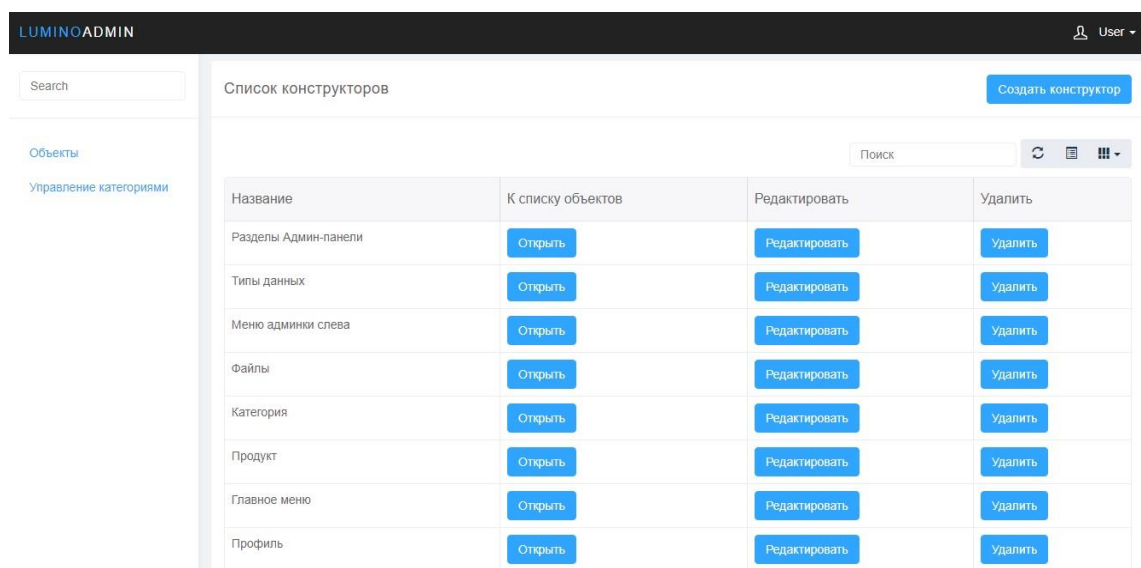 LUMINOADMIN User
Search
Список конструкторов Создать конструктор
Объекты
Поиск
Управление категориями
Название К списку объектов Редактировать Удалить
Разделы Админ-панели Открыть Редактировать Удалить
Типы данных Открыть Редактировать Удалить
Меню админки слева Открыть Редактировать Удалить
Файлы Открыть Редактировать Удалить
Категория Открыть Редактировать Удалить
Продукт Открыть Редактировать Удалить
Главное меню Открыть Редактировать Удалить
Профиль Открыть Редактировать Удалить